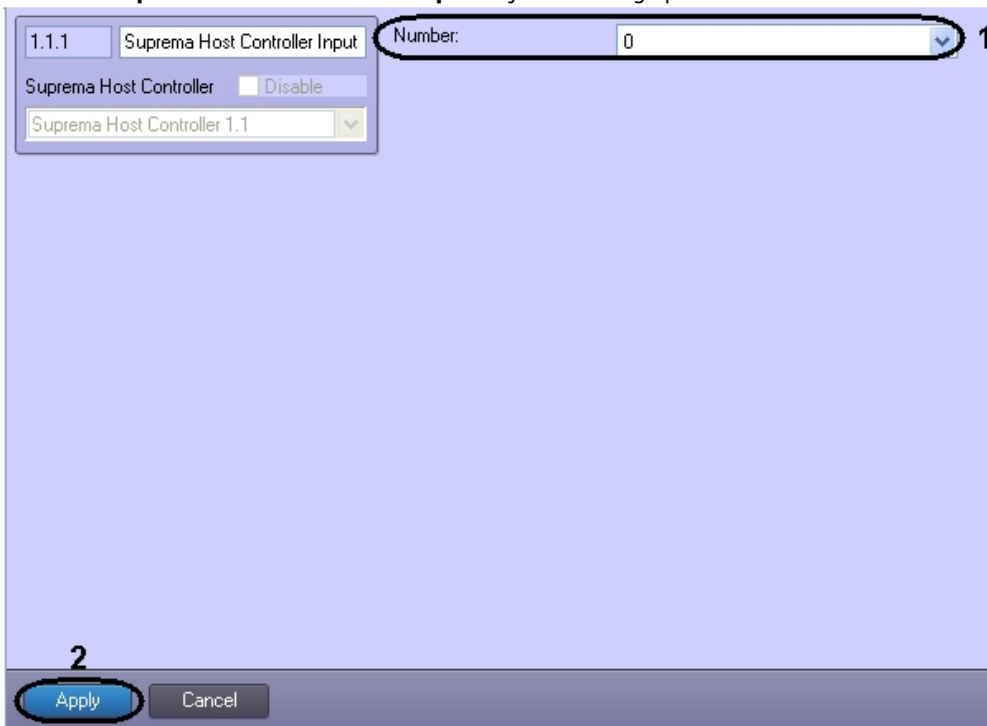 1.1.1 Suprema Host Controller Input Number: 0 1
Suprema Host Controller Disable
Suprema Host Controller 1.1
2
Apply Cancel